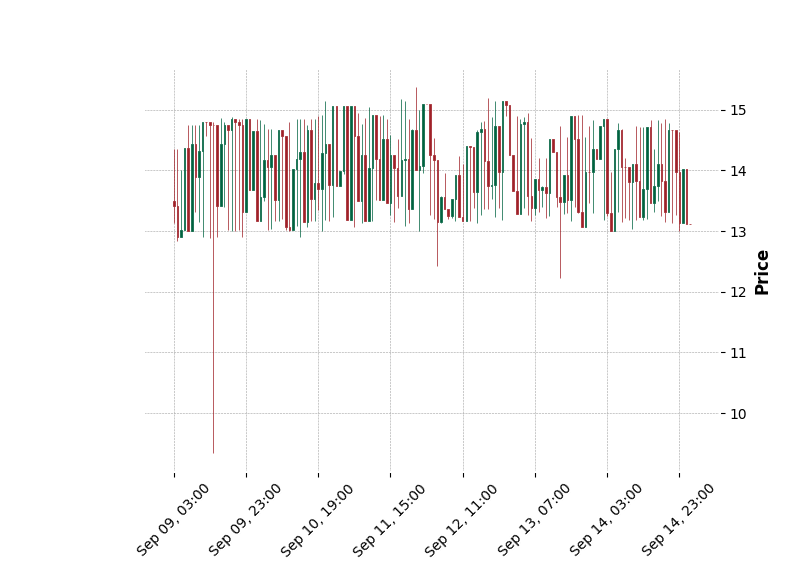 15
14
13
12
11
10
Price
Sep 09, 03:00
Sep 09, 23:00
Sep 10, 19:00
Sep 11, 15:00
Sep 12, 11:00
Sep 13, 07:00
Sep 14, 03:00
Sep 14, 23:00